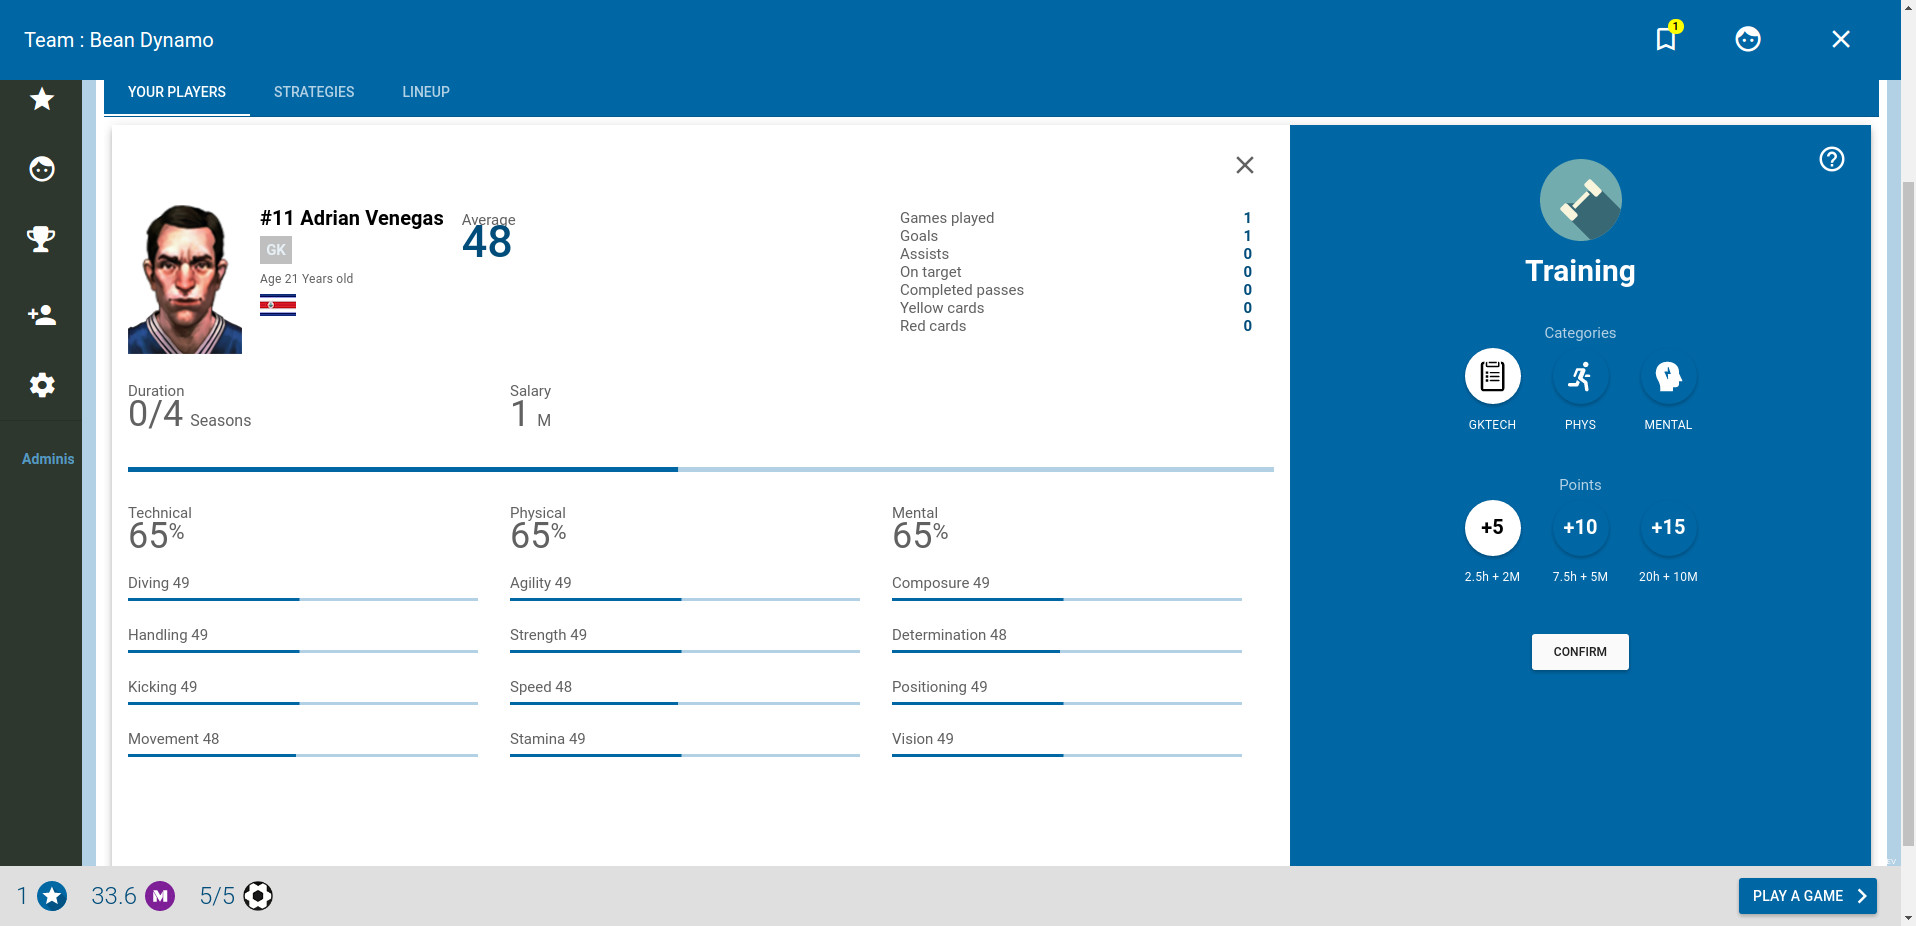 Team : Bean Dynamo
1
YOUR PLAYERS
STRATEGIES
LINEUP
Adminis
#11 Adrian Venegas
GK
Age 21 Years old
Average
48
Games played 1
Goals 1
Assists 0
On target 0
Completed passes 0
Yellow cards 0
Red cards 0
Duration
0/4 Seasons
Salary
1 M
Technical
65%
Diving 49
Handling 49
Kicking 49
Movement 48
Physical
65%
Agility 49
Strength 49
Speed 48
Stamina 49
Mental
65%
Composure 49
Determination 48
Positioning 49
Vision 49
?
Training
Categories
GKTECH
PHYS
MENTAL
Points
+5
+10
+15
2.5h + 2M
7.5h + 5M
20h + 10M
CONFIRM
1
33.6 M
5/5
PLAY A GAME